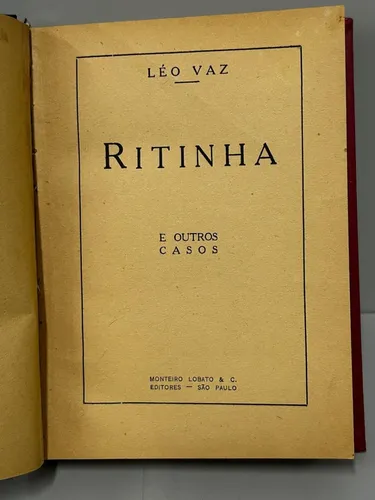 LÉO VAZ
RITINHA
E OUTROS
CASOS
MONTEIRO LOBATO & C.
EDITORES — SÃO PAULO